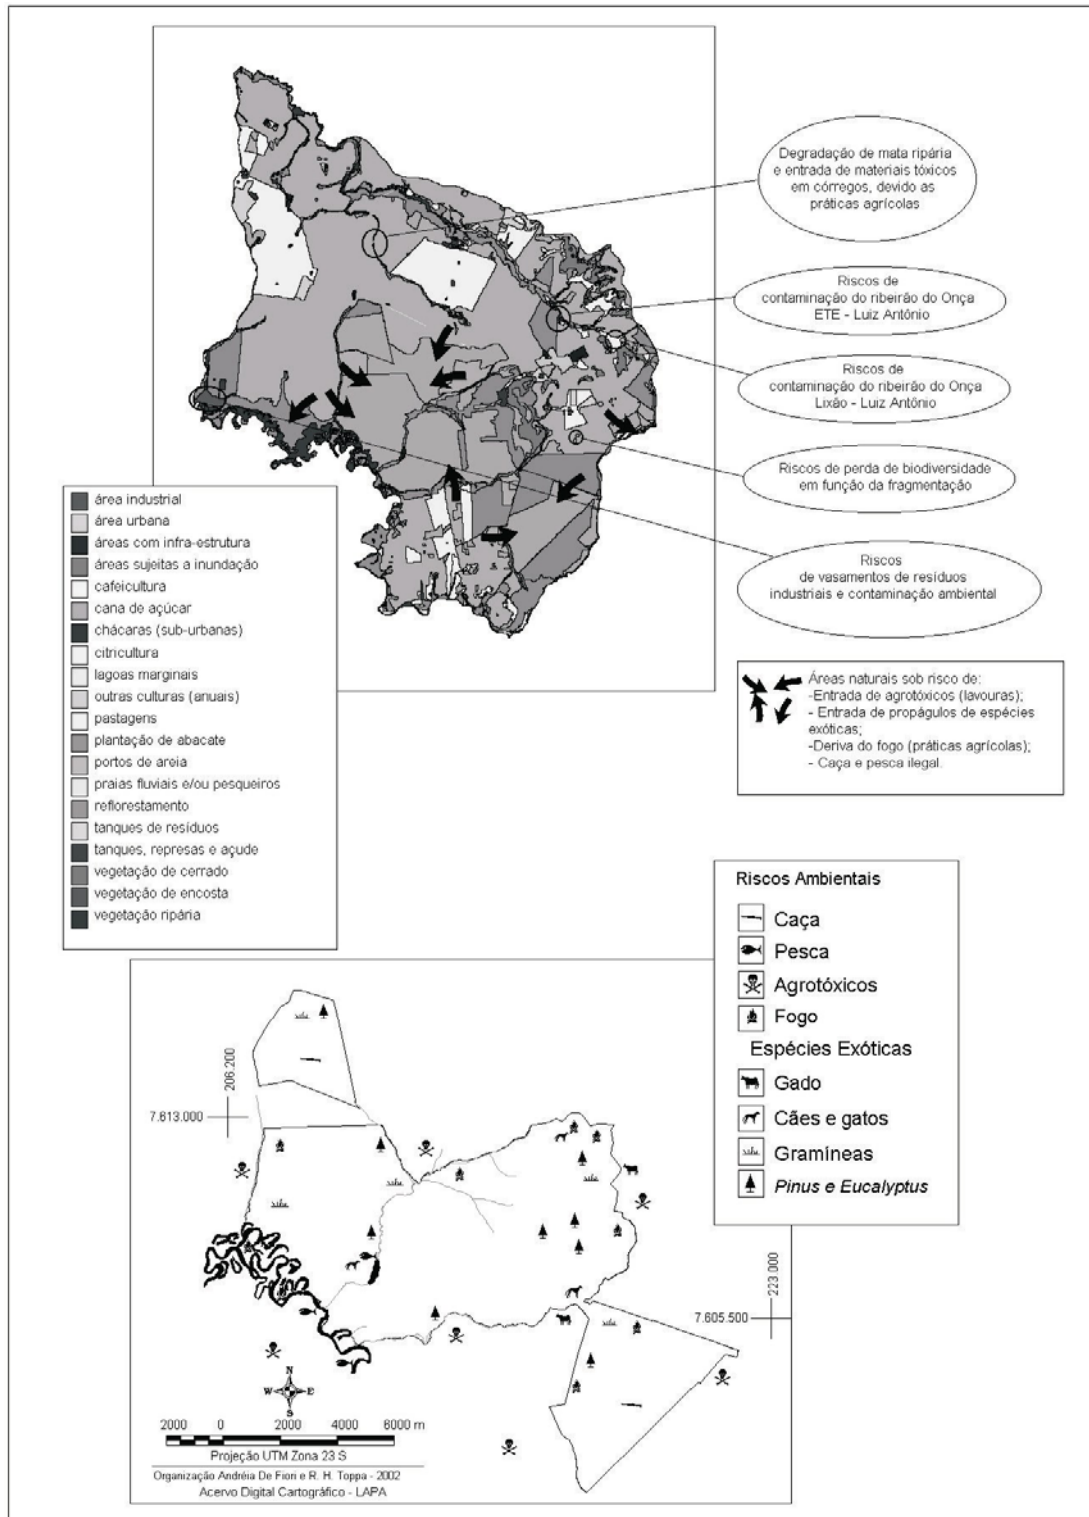 Degradação de mata ripária
e entrada de materiais tóxicos
em córregos, devido as
práticas agrícolas
Riscos de
contaminação do ribeirão do Onça
ETE - Luiz Antônio
Riscos de
contaminação do ribeirão do Onça
Lixão - Luiz Antônio
Riscos de perda de biodiversidade
em função da fragmentação
Riscos
de vasamentos de resíduos
industriais e contaminação ambiental
área industrial
área urbana
áreas com infra-estrutura
áreas sujeitas a inundação
cafeicultura
cana de açúcar
chácaras (sub-urbanas)
citricultura
lagoas marginais
outras culturas (anuais)
pastagens
plantação de abacate
portos de areia
praias fluviais e/ou pesqueiros
reflorestamento
tanques de resíduos
tanques, represas e açude
vegetação de cerrado
vegetação de encosta
vegetação ripária
Áreas naturais sob risco de:
-Entrada de agrotóxicos (lavouras);
- Entrada de propágulos de espécies
exóticas;
-Deriva do fogo (práticas agrícolas);
- Caça e pesca ilegal.
Riscos Ambientais
Caça
Pesca
Agrotóxicos
Fogo
Espécies Exóticas
Gado
Cães e gatos
Gramíneas
Pinus e Eucalyptus
206.200
7.613.000
223.000
7.605.500
N
W E
S
2000 0 2000 4000 6000 m
Projeção UTM Zona 23 S
Organização Andréia De Fiori e R. H. Toppa - 2002
Acervo Digital Cartográfico - LAPA